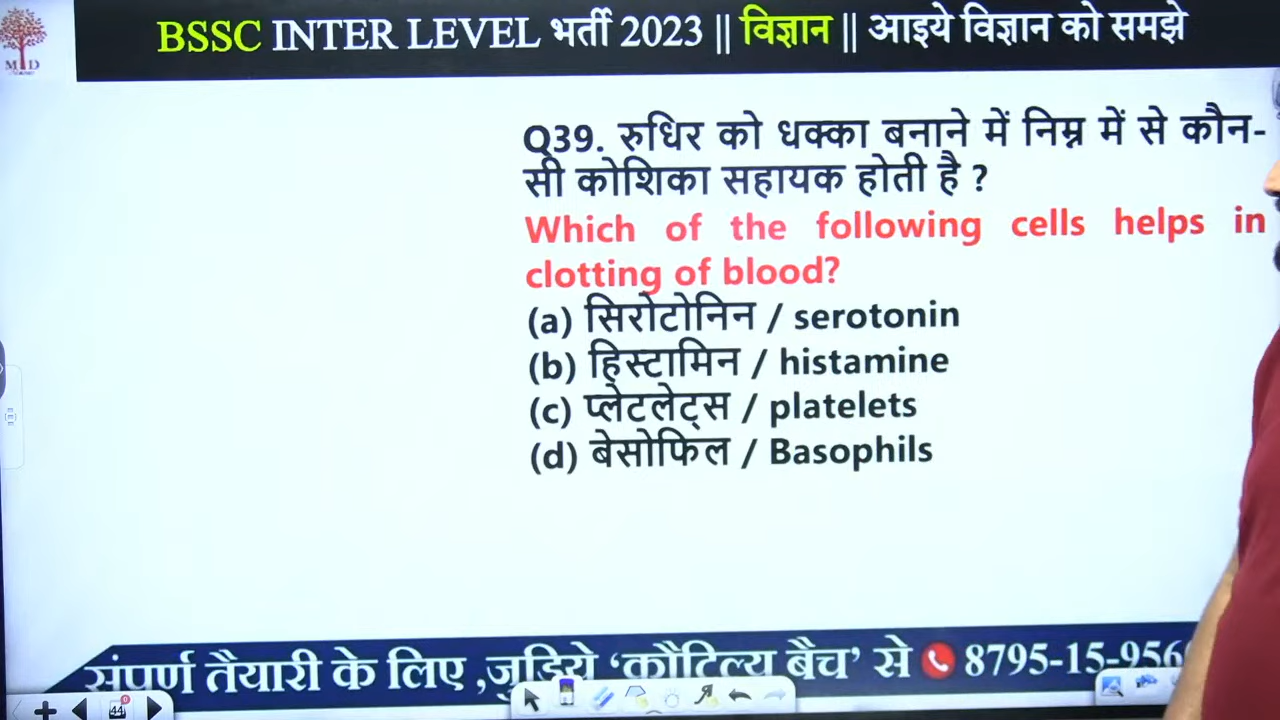 BSSC INTER LEVEL भर्ती 2023 || विज्ञान || आइये विज्ञान को समझे
Q39. रुधिर को धक्का बनाने में निम्न में से कौन-
सी कोशिका सहायक होती है ?
Which of the following cells helps in
clotting of blood?
(a) सिरोटोनिन / serotonin
(b) हिस्टामिन / histamine
(c) प्लेटलेट्स / platelets
(d) बेसोफिल / Basophils
संपूर्ण तैयारी के लिए ,जुडिये ‘कौटिल्य बैच’ से 8795-15-956
44